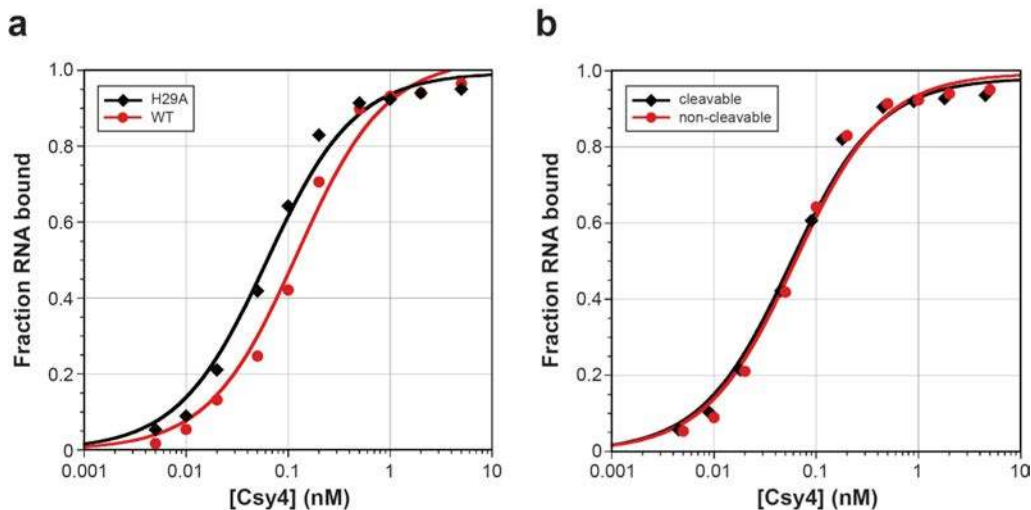 a
1.0
0.8
0.6
0.4
0.2
0
Fraction RNA bound
H29A
WT
0.001
0.01
0.1
1
10
[Csy4] (nM)
b
1.0
0.8
0.6
0.4
0.2
0
Fraction RNA bound
cleavable
non-cleavable
0.001
0.01
0.1
1
10
[Csy4] (nM)